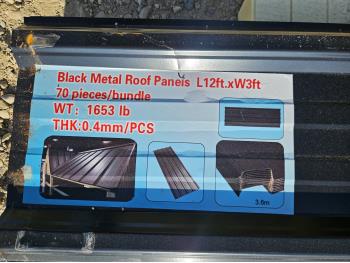 Black Metal Roof Panels L12ft.xW3ft
70 pieces/bundle
WT: 1653 lb
THK:0.4mm/PCS
3.6m